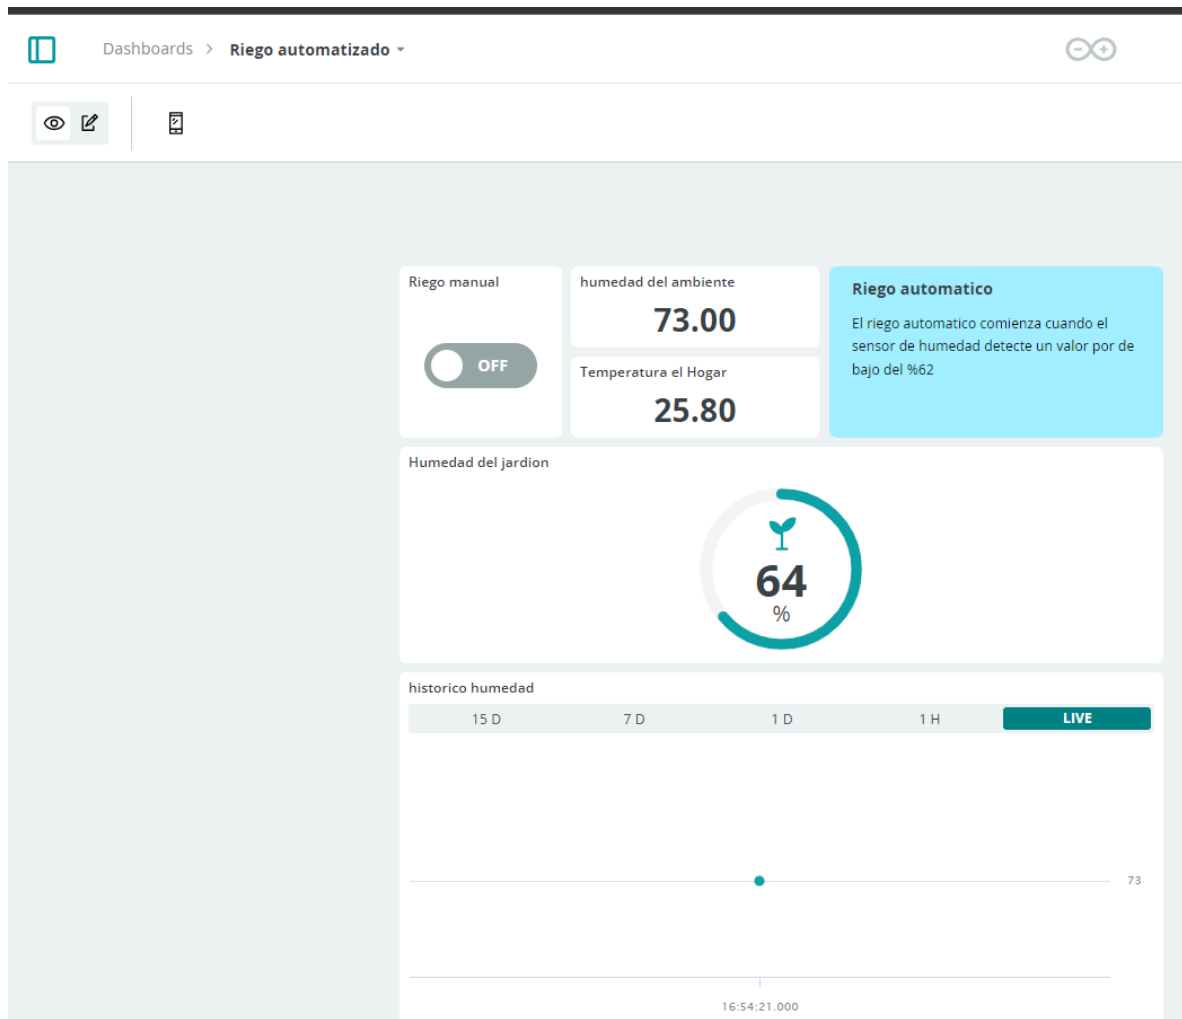 Dashboards > Riego automatizado
Riego manual
OFF
humedad del ambiente
73.00
Temperatura el Hogar
25.80
Riego automatico
El riego automatico comienza cuando el
sensor de humedad detecte un valor por de
bajo del %62
Humedad del jardion
64
%
historico humedad
15 D 7 D 1 D 1 H LIVE
73
16:54:21.000